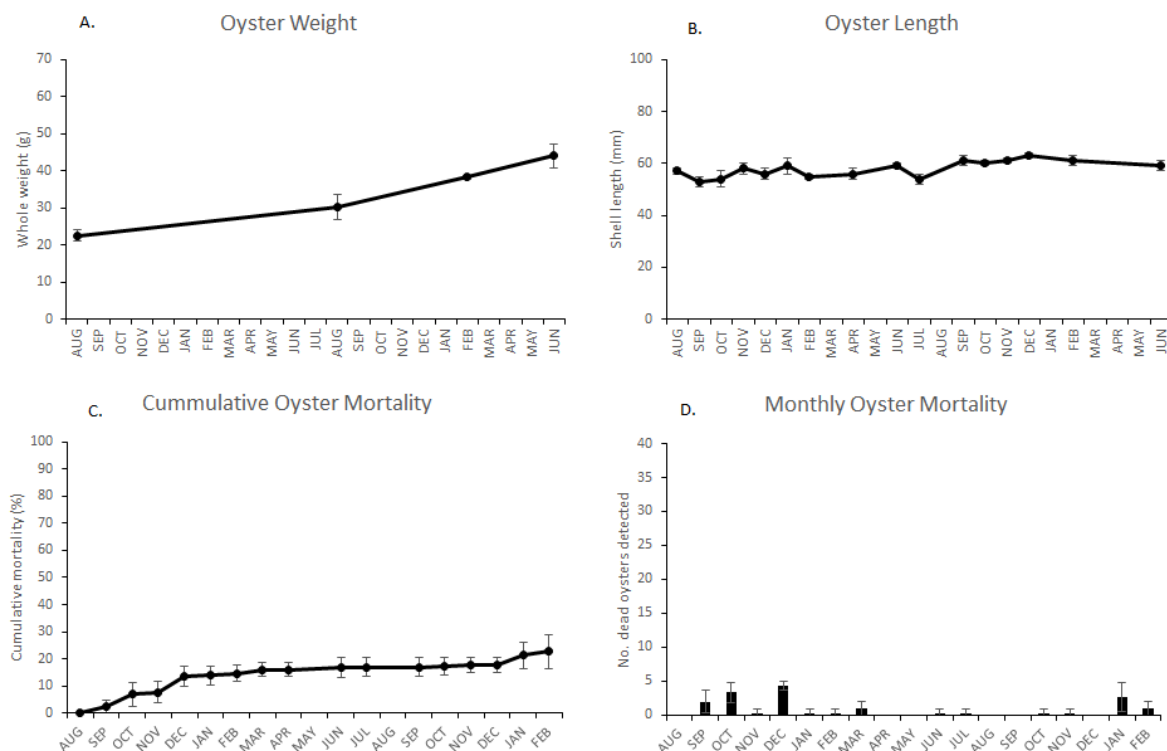 A.
Oyster Weight
Whole weight (g)
70
60
50
40
30
20
10
0
AUG SEP OCT NOV DEC JAN FEB MAR APR MAY JUN JUL AUG SEP OCT NOV DEC JAN FEB MAR APR MAY JUN
B.
Oyster Length
Shell length (mm)
100
80
60
40
20
0
AUG SEP OCT NOV DEC JAN FEB MAR APR MAY JUN JUL AUG SEP OCT NOV DEC JAN FEB MAR APR MAY JUN
C.
Cummulative Oyster Mortality
Cumulative mortality (%)
100
90
80
70
60
50
40
30
20
10
0
AUG SEP OCT NOV DEC JAN FEB MAR APR MAY JUN JUL AUG SEP OCT NOV DEC JAN FEB
D.
Monthly Oyster Mortality
No. dead oysters detected
40
35
30
25
20
15
10
5
0
AUG SEP OCT NOV DEC JAN FEB MAR APR MAY JUN JUL AUG SEP OCT NOV DEC JAN FEB